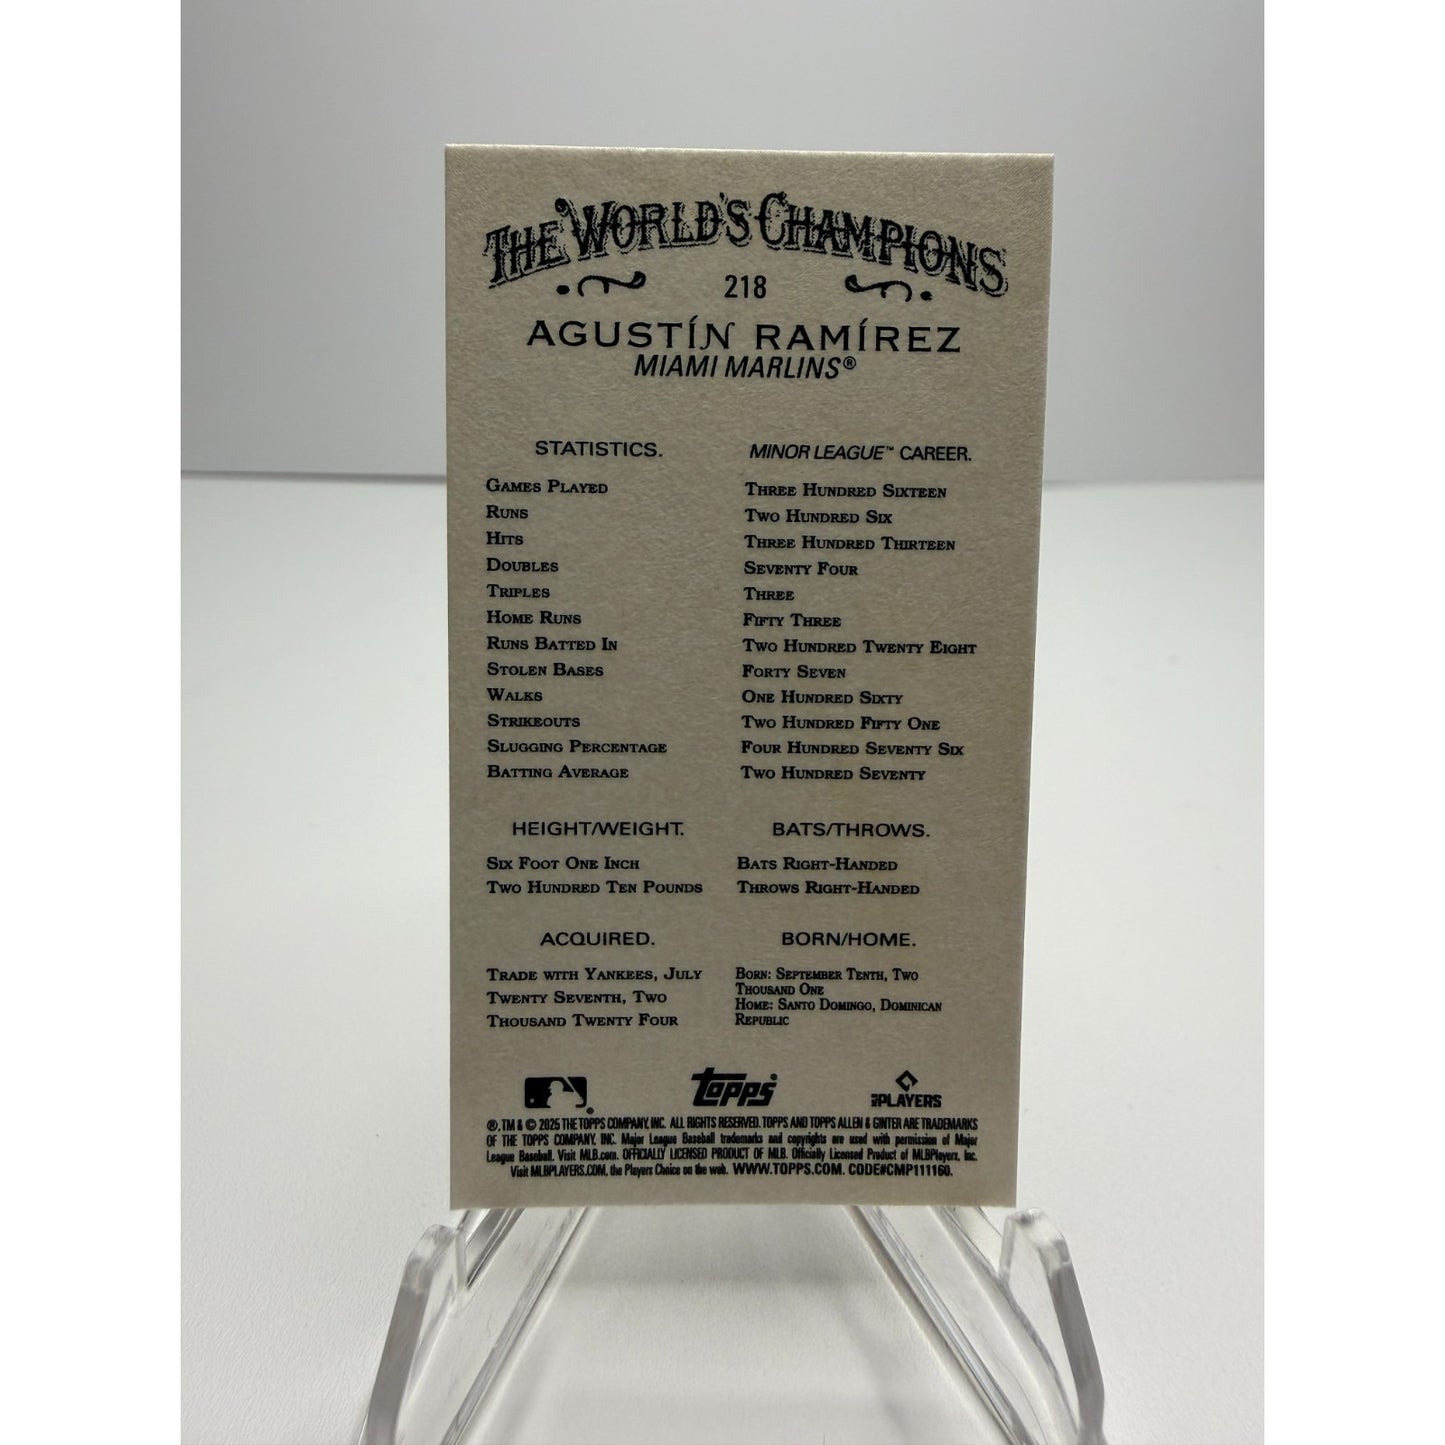 THE WORLD'S CHAMPIONS
218
AGUSTÍN RAMÍREZ
MIAMI MARLINS®
STATISTICS. MINOR LEAGUE™ CAREER.
GAMES PLAYED THREE HUNDRED SIXTEEN
RUNS TWO HUNDRED SIX
HITS THREE HUNDRED THIRTEEN
DOUBLES SEVENTY FOUR
TRIPLES THREE
HOME RUNS FIFTY THREE
RUNS BATTED IN TWO HUNDRED TWENTY EIGHT
STOLEN BASES FORTY SEVEN
WALKS ONE HUNDRED SIXTY
STRIKEOUTS TWO HUNDRED FIFTY ONE
SLUGGING PERCENTAGE FOUR HUNDRED SEVENTY SIX
BATTING AVERAGE TWO HUNDRED SEVENTY
HEIGHT/WEIGHT.
SIX FOOT ONE INCH
TWO HUNDRED TEN POUNDS
BATS/THROWS.
BATS RIGHT-HANDED
THROWS RIGHT-HANDED
ACQUIRED.
TRADE WITH YANKEES, JULY
TWENTY SEVENTH, TWO
THOUSAND TWENTY FOUR
BORN/HOME.
BORN: SEPTEMBER TENTH, TWO
THOUSAND ONE
HOME: SANTO DOMINGO, DOMINICAN
REPUBLIC
Topps
MLB PLAYERS
®, TM & © 2025 THE TOPPS COMPANY, INC. ALL RIGHTS RESERVED. TOPPS AND TOPPS ALLEN & GINTER ARE TRADEMARKS
OF THE TOPPS COMPANY, INC. Major League Baseball trademarks and copyrights are used with permission of Major
League Baseball. Visit MLB.com. OFFICIALLY LICENSED PRODUCT OF MLB. Officially Licensed Product of MLBPlayers, Inc.
Visit MLBPLAYERS.COM, the Players Choice on the web. WWW.TOPPS.COM. CODE#CMP111160.